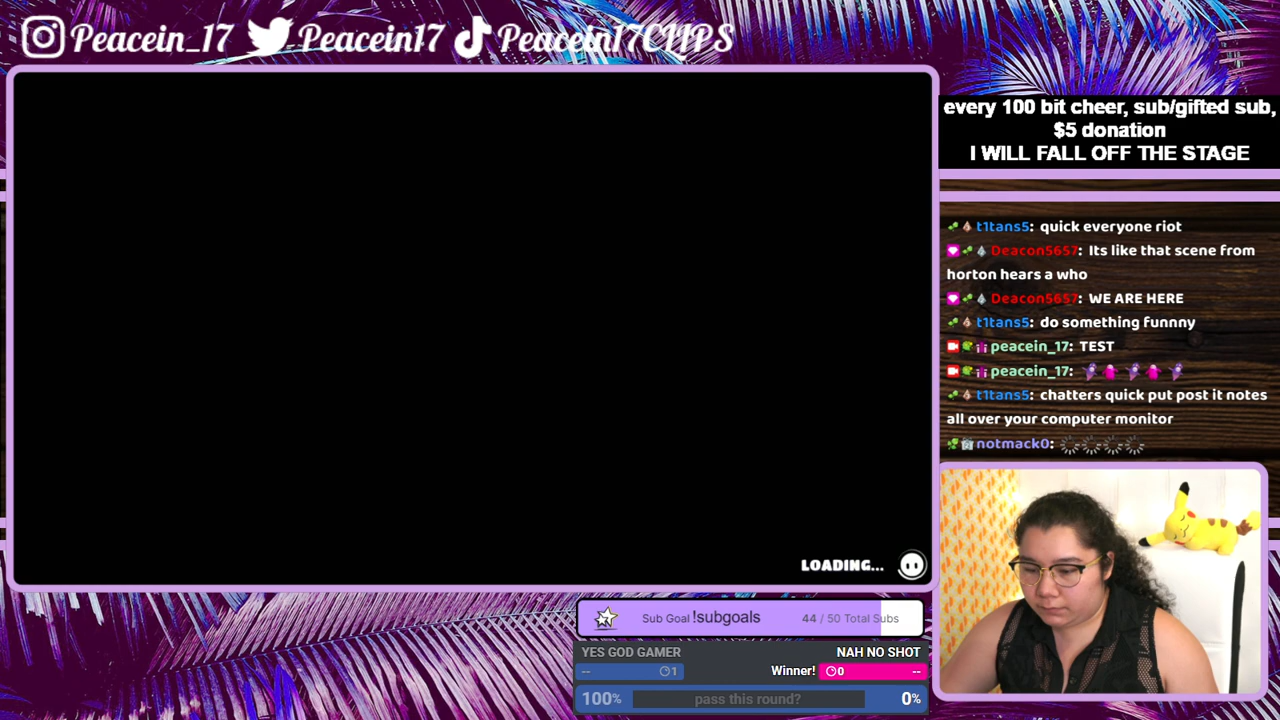 Peacein_17 Peacein17 Peacein17ClIPS
every 100 bit cheer, sub/gifted sub,
$5 donation
I WILL FALL OFF THE STAGE
t1tans5: quick everyone riot
Deacon5657: Its like that scene from
horton hears a who
Deacon5657: WE ARE HERE
t1tans5: do something funnny
peacein_17: TEST
peacein_17:
t1tans5: chatters quick put post it notes
all over your computer monitor
notmack0:
LOADING...
Sub Goal !subgoals 44 / 50 Total Subs
YES GOD GAMER NAH NO SHOT
-- 1 Winner! 0 --
100% pass this round? 0%